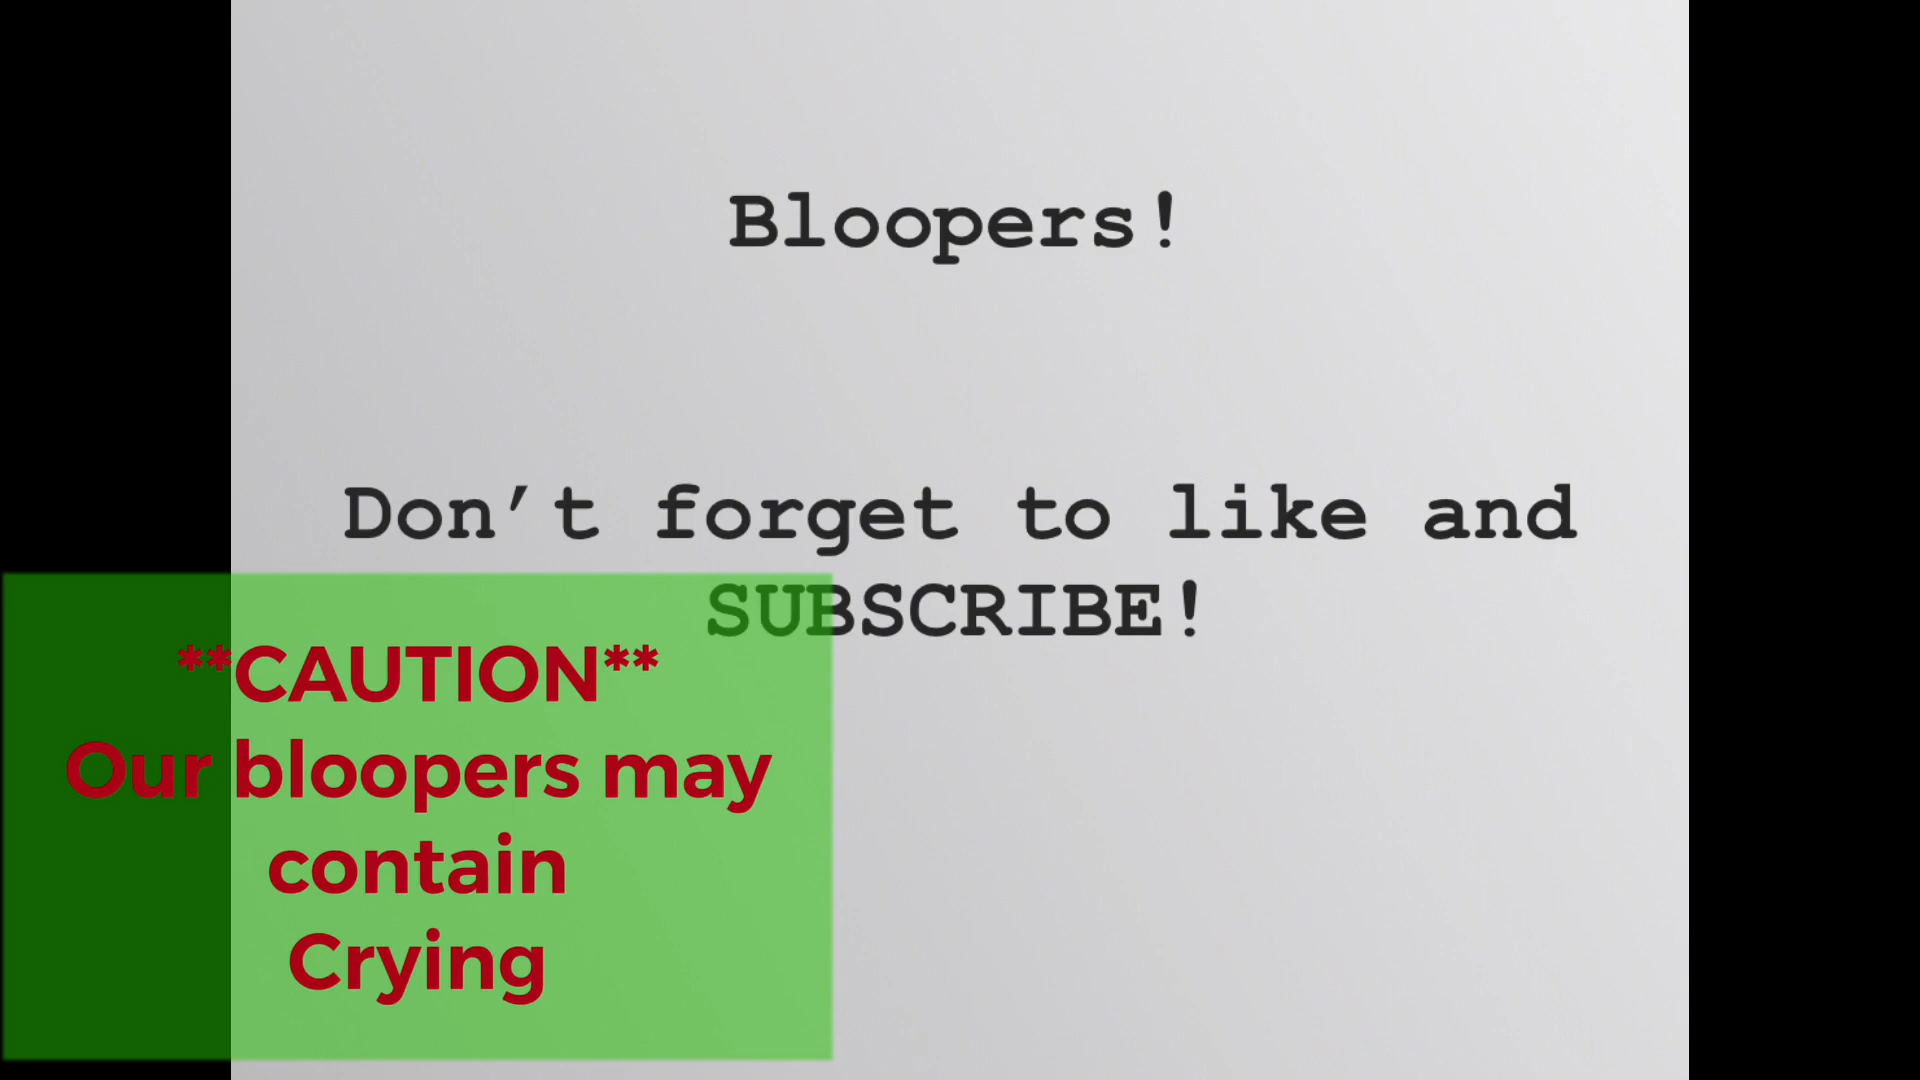 Bloopers!
Don’t forget to like and
SUBSCRIBE!
**CAUTION**
Our bloopers may
contain
Crying